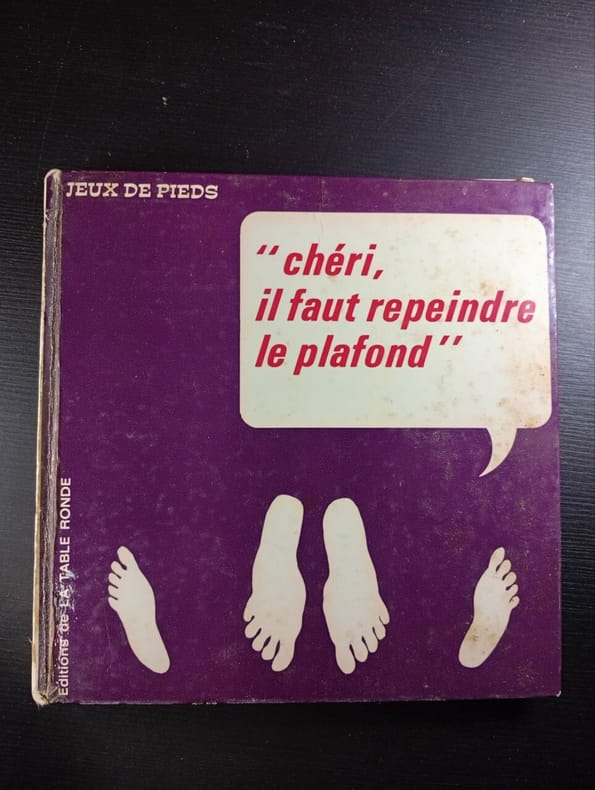 JEUX DE PIEDS
“chéri,
il faut repeindre
le plafond”
Editions de LA TABLE RONDE